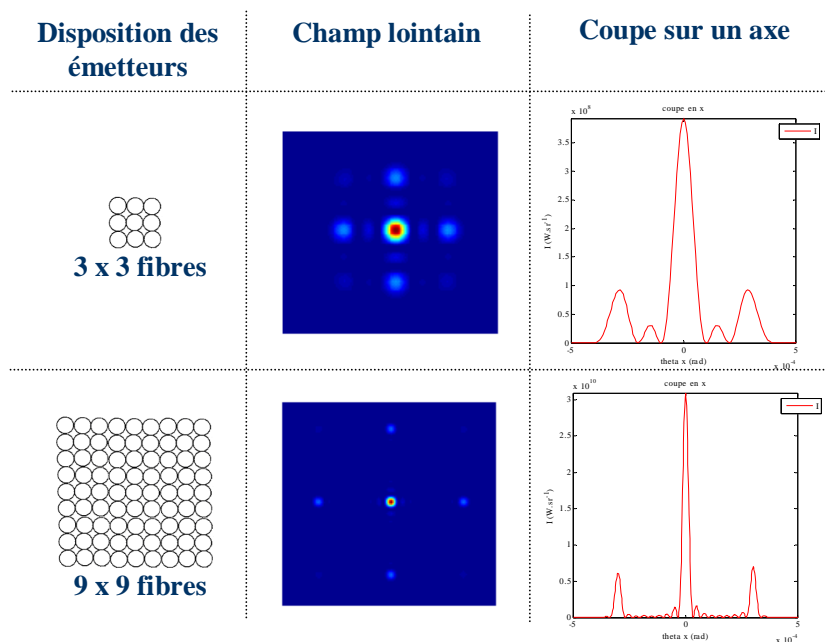 Disposition des
émetteurs
Champ lointain
Coupe sur un axe
3 x 3 fibres
x 10^8
coupe en x
I
3.5
3
2.5
2
1.5
1
0.5
0
I (W.sr^-1)
-5
0
5
theta x (rad)
x 10^-4
9 x 9 fibres
x 10^10
coupe en x
I
3
2.5
2
1.5
1
0.5
0
I (W.sr^-1)
-5
0
5
theta x (rad)
x 10^-4